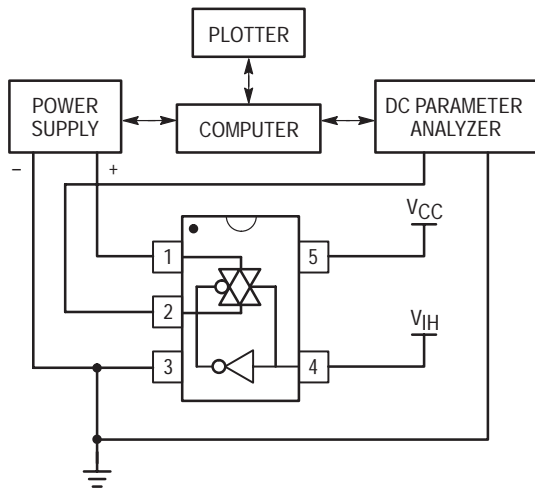 PLOTTER
POWER
SUPPLY
COMPUTER
DC PARAMETER
ANALYZER
– +
VCC
1 5
2
VIH
3 4